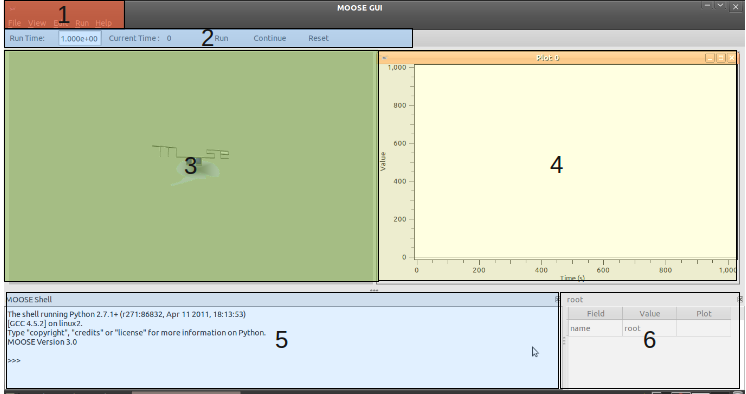 MOOSE GUI
1
File View Edit Run Help
Run Time: 1.000e+00 Current Time: 0 2 Run Continue Reset
3
Plot 0
4
1,000
800
600
400
200
0
Value
0 200 400 600 800 1,000
Time (s)
MOOSE Shell
The shell running Python 2.7.1+ (r271:86832, Apr 11 2011, 18:13:53)
[GCC 4.5.2] on linux2.
Type "copyright", "credits" or "license" for more information on Python.
MOOSE Version 3.0
>>>
5
root
Field Value Plot
name root
6